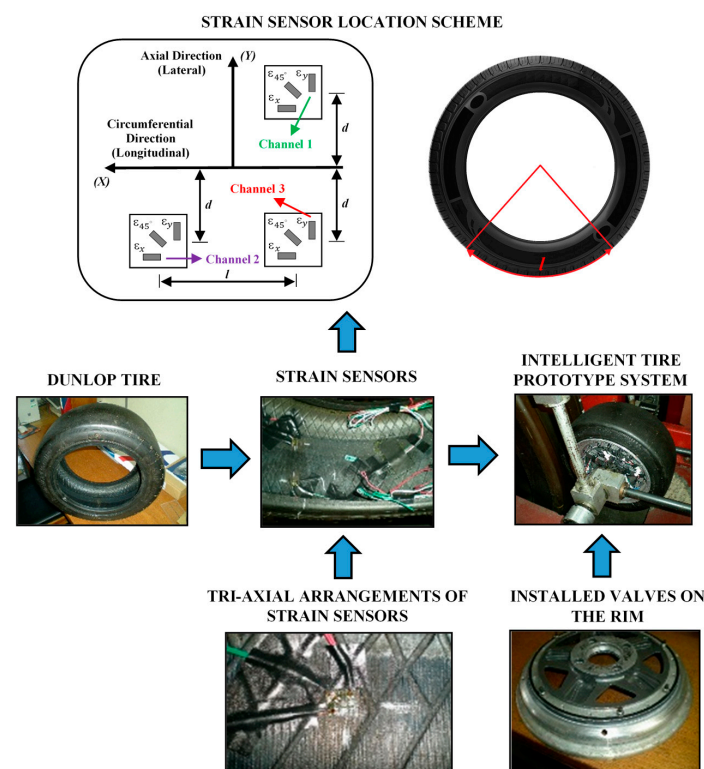 STRAIN SENSOR LOCATION SCHEME
Axial Direction (Y)
(Lateral)
ε45° εy
εx
d
Channel 1
Circumferential
Direction
(Longitudinal)
(X)
Channel 3
d
d
ε45° εy
εx
Channel 2
ε45° εy
εx
l
l
DUNLOP TIRE
STRAIN SENSORS
INTELLIGENT TIRE
PROTOTYPE SYSTEM
TRI-AXIAL ARRANGEMENTS OF
STRAIN SENSORS
INSTALLED VALVES ON
THE RIM